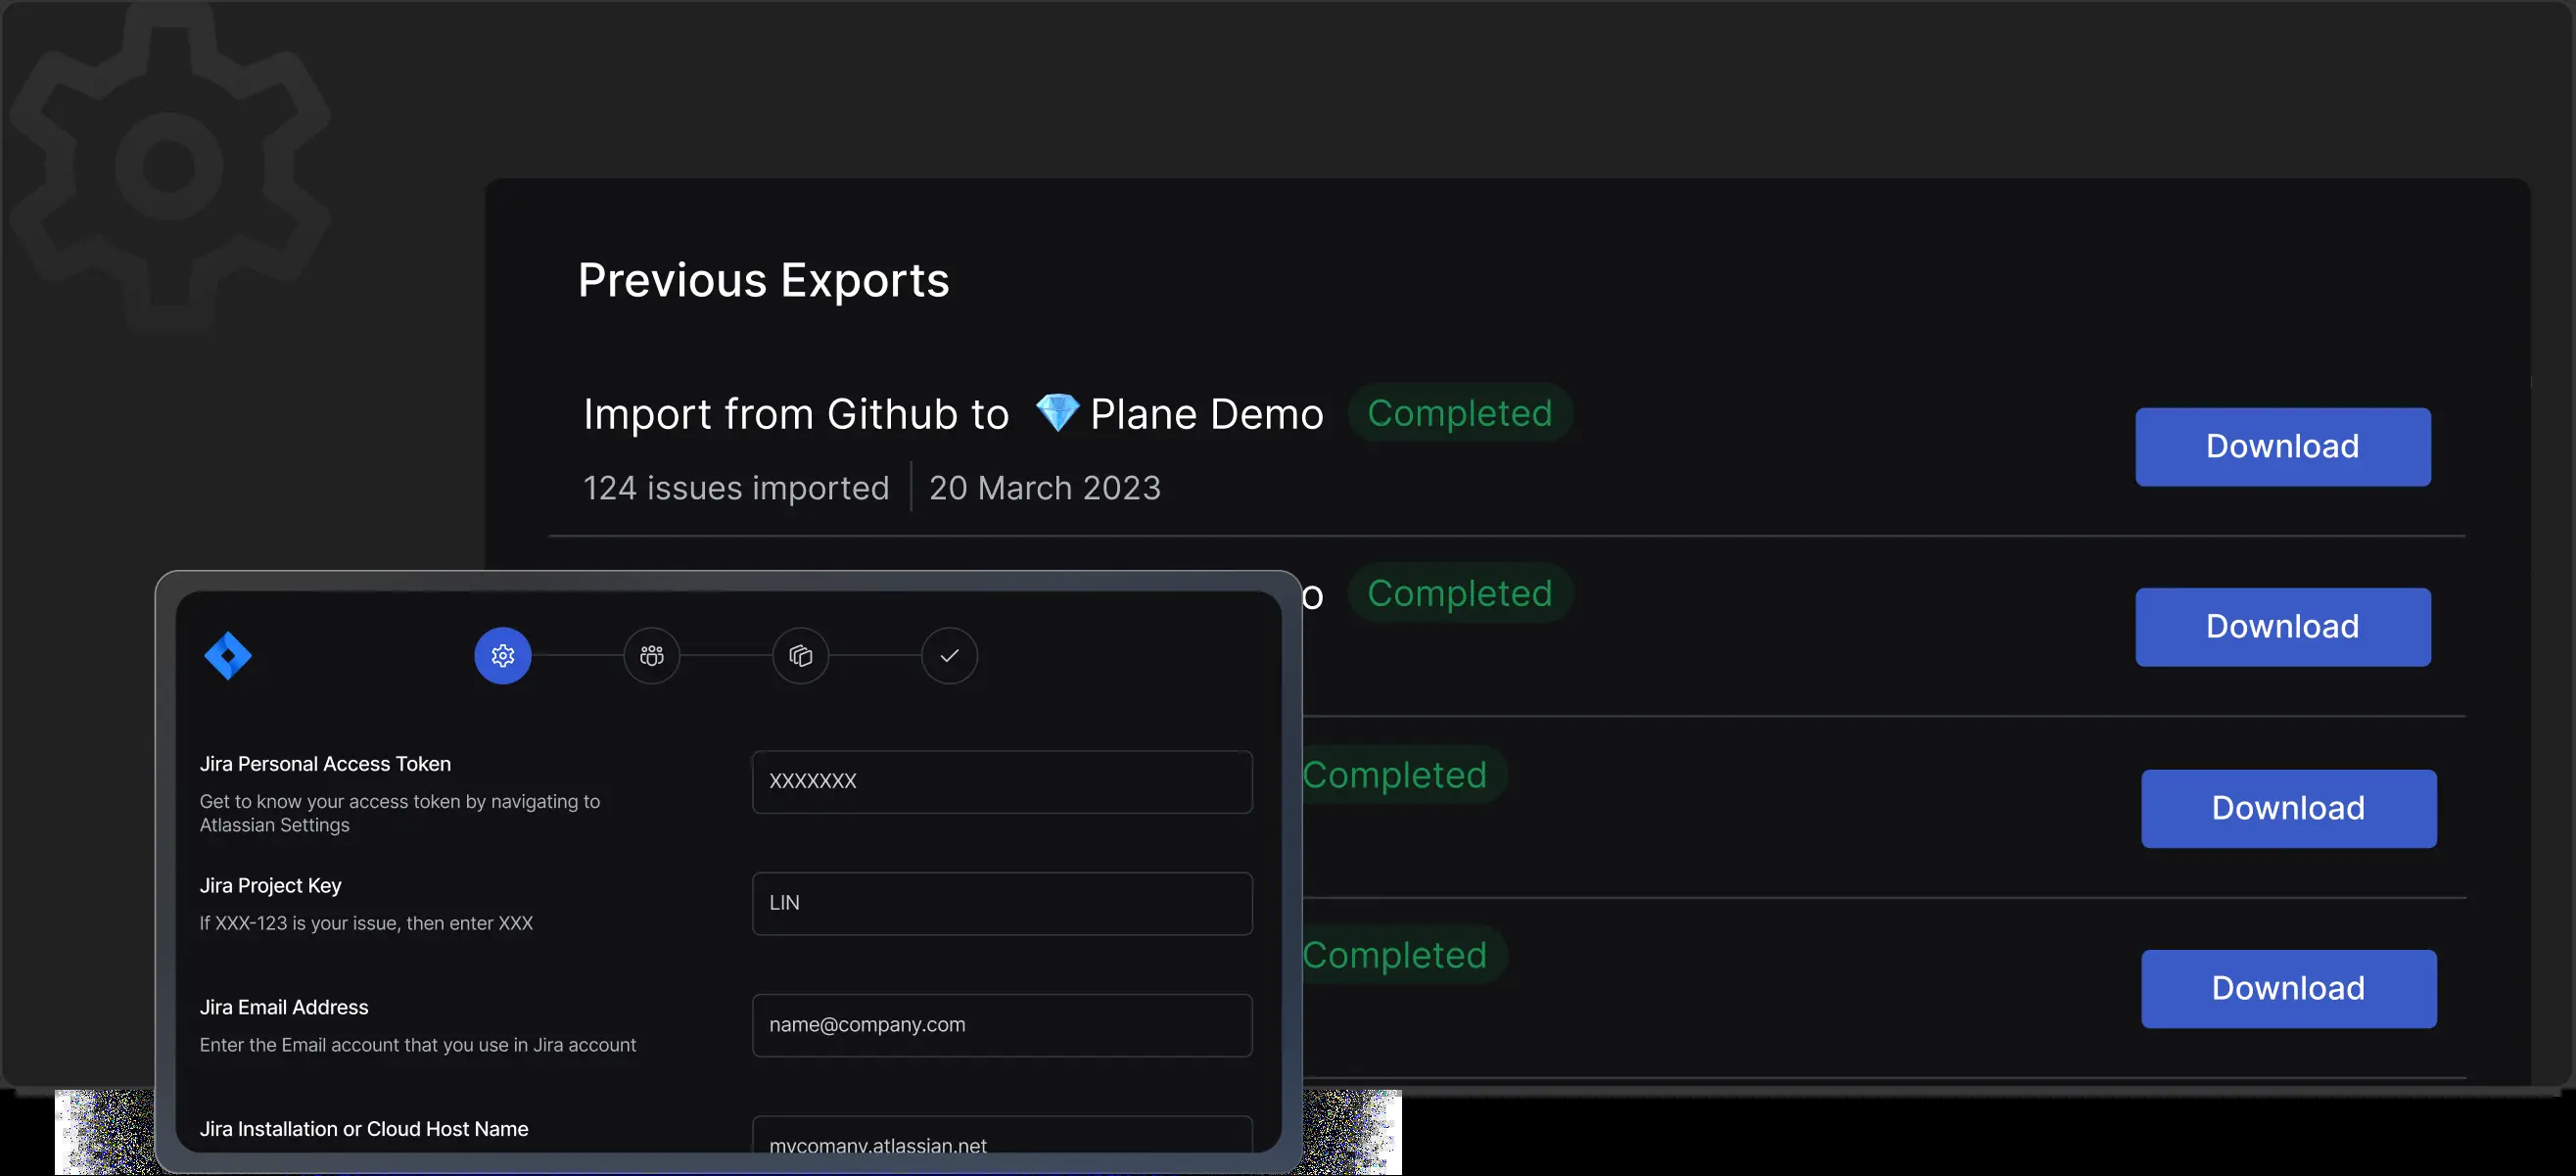 Previous Exports
Import from Github to 💎 Plane Demo Completed
124 issues imported | 20 March 2023
Download
Completed
Download
Completed
Download
Completed
Download
Jira Personal Access Token
Get to know your access token by navigating to
Atlassian Settings
XXXXXXX
Jira Project Key
If XXX-123 is your issue, then enter XXX
LIN
Jira Email Address
Enter the Email account that you use in Jira account
name@company.com
Jira Installation or Cloud Host Name
mycomany.atlassian.net